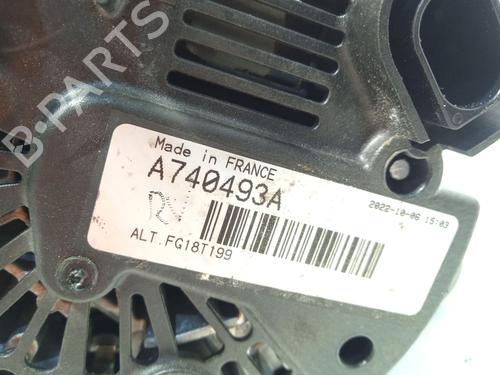 B-PARTS
Made in FRANCE
A740493A
2022-10-06 15:03
ALT. FG18T199